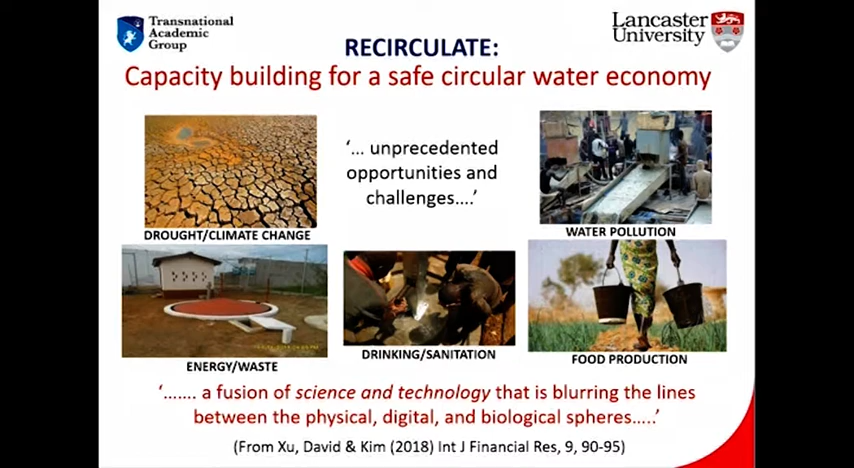 Transnational
Academic
Group
Lancaster
University
RECIRCULATE:
Capacity building for a safe circular water economy
‘... unprecedented
opportunities and
challenges....’
DROUGHT/CLIMATE CHANGE
WATER POLLUTION
ENERGY/WASTE
DRINKING/SANITATION
FOOD PRODUCTION
‘....... a fusion of science and technology that is blurring the lines
between the physical, digital, and biological spheres…..’
(From Xu, David & Kim (2018) Int J Financial Res, 9, 90-95)